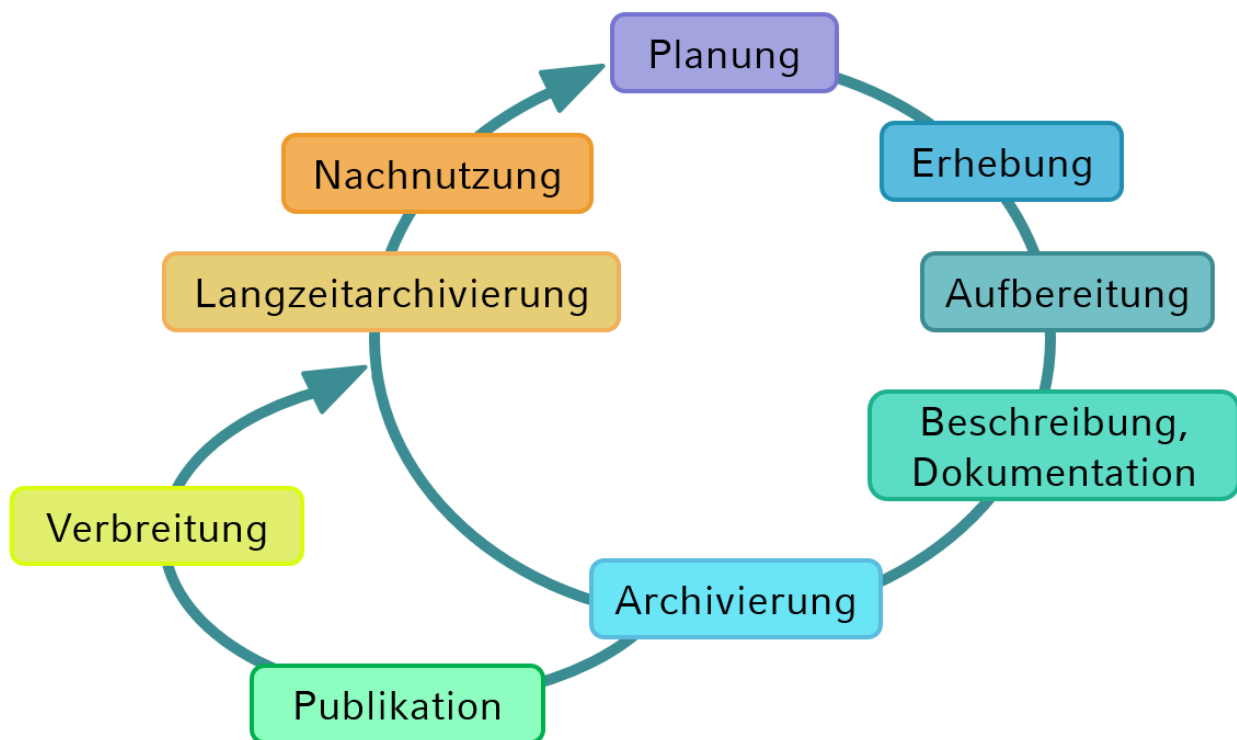 Planung
Erhebung
Aufbereitung
Beschreibung,
Dokumentation
Archivierung
Publikation
Verbreitung
Langzeitarchivierung
Nachnutzung